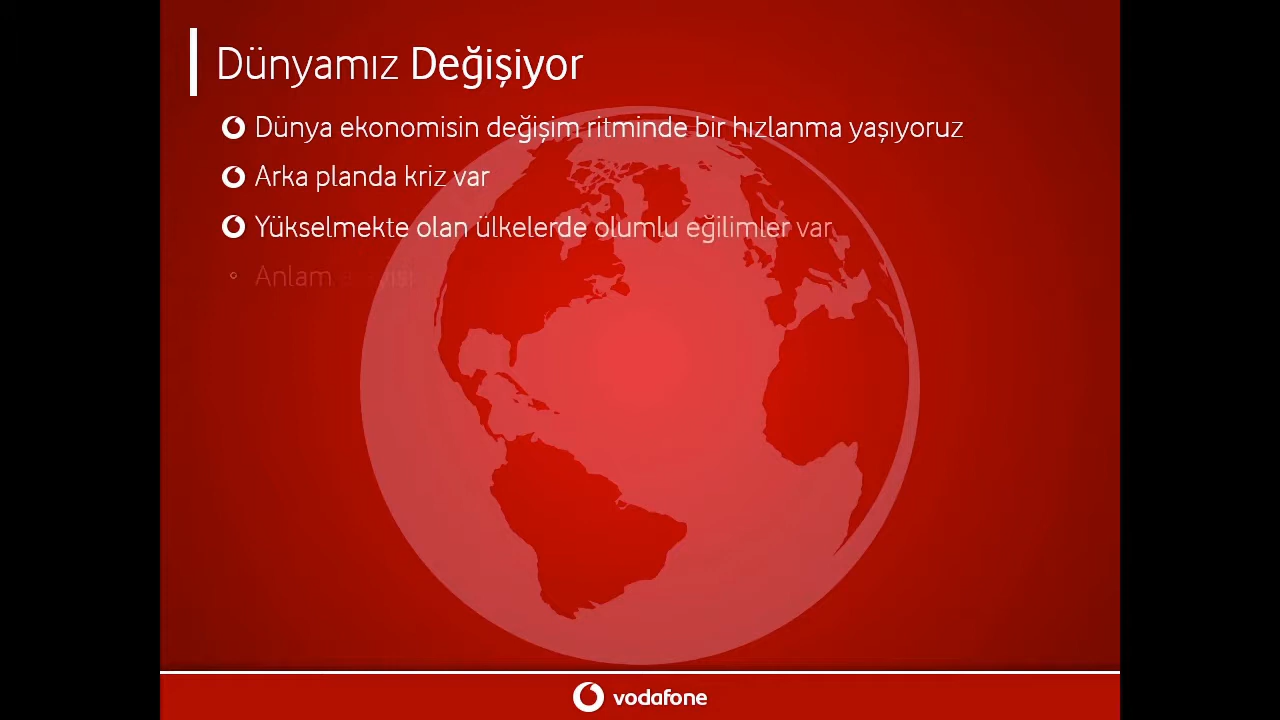 Dünyamız Değişiyor
Dünya ekonomisin değişim ritminde bir hızlanma yaşıyoruz
Arka planda kriz var
Yükselmekte olan ülkelerde olumlu eğilimler var
Anlam
vodafone